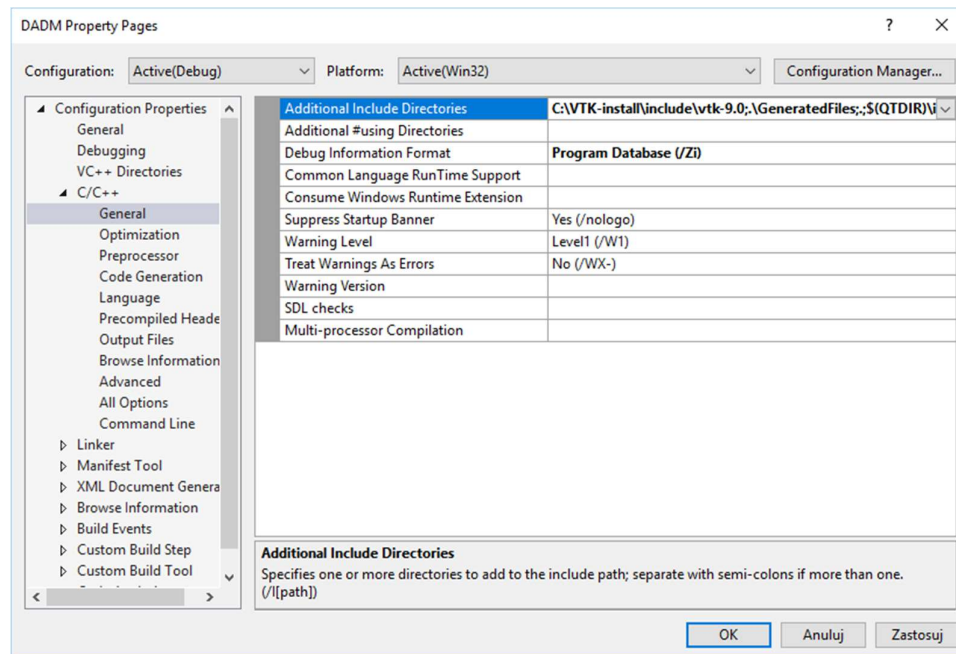 DADM Property Pages
Configuration: Active(Debug) Platform: Active(Win32) Configuration Manager...
Configuration Properties
General
Debugging
VC++ Directories
C/C++
General
Optimization
Preprocessor
Code Generation
Language
Precompiled Heade
Output Files
Browse Information
Advanced
All Options
Command Line
Linker
Manifest Tool
XML Document Genera
Browse Information
Build Events
Custom Build Step
Custom Build Tool
Additional Include Directories C:\VTK-install\include\vtk-9.0;.\GeneratedFiles;.;$(QTDIR)\i
Additional #using Directories
Debug Information Format Program Database (/Zi)
Common Language RunTime Support
Consume Windows Runtime Extension
Suppress Startup Banner Yes (/nologo)
Warning Level Level1 (/W1)
Treat Warnings As Errors No (/WX-)
Warning Version
SDL checks
Multi-processor Compilation
Additional Include Directories
Specifies one or more directories to add to the include path; separate with semi-colons if more than one.
(/I[path])
OK Anuluj Zastosuj